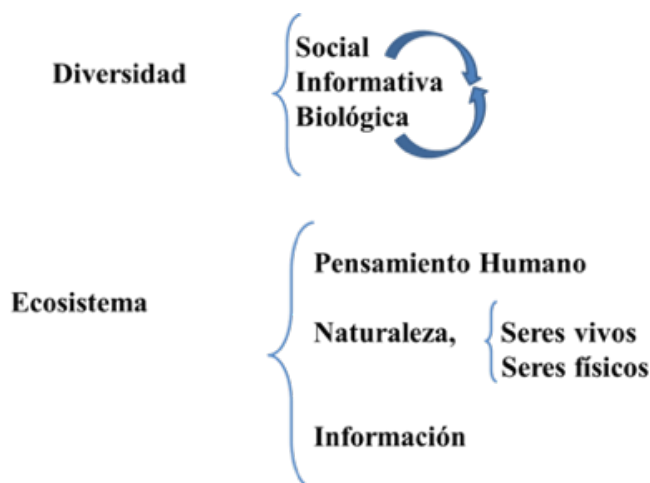 Diversidad
Social
Informativa
Biológica
Ecosistema
Pensamiento Humano
Naturaleza,
Seres vivos
Seres físicos
Información